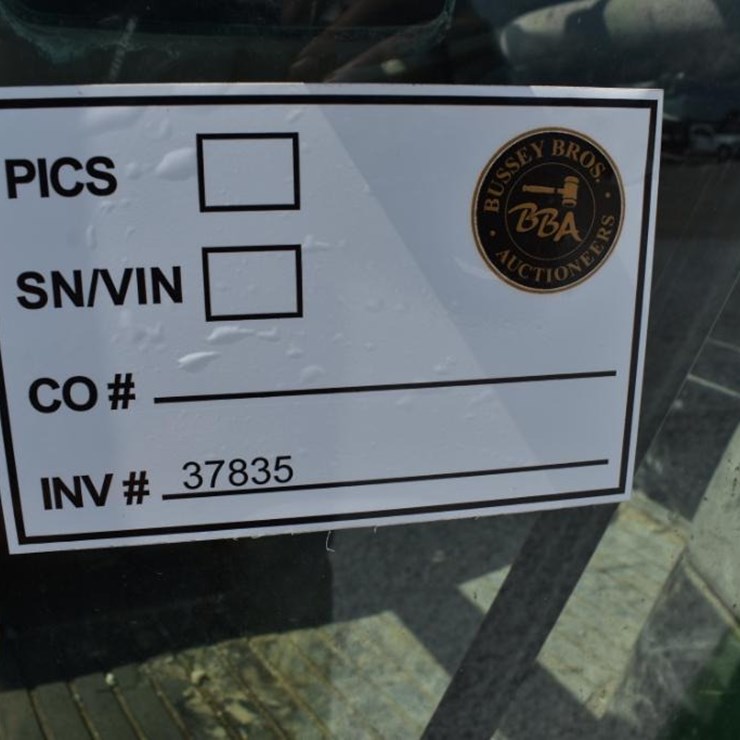 PICS
SN/VIN
CO #
INV # 37835
BUSSEY BROS.
BBA
AUCTIONEERS